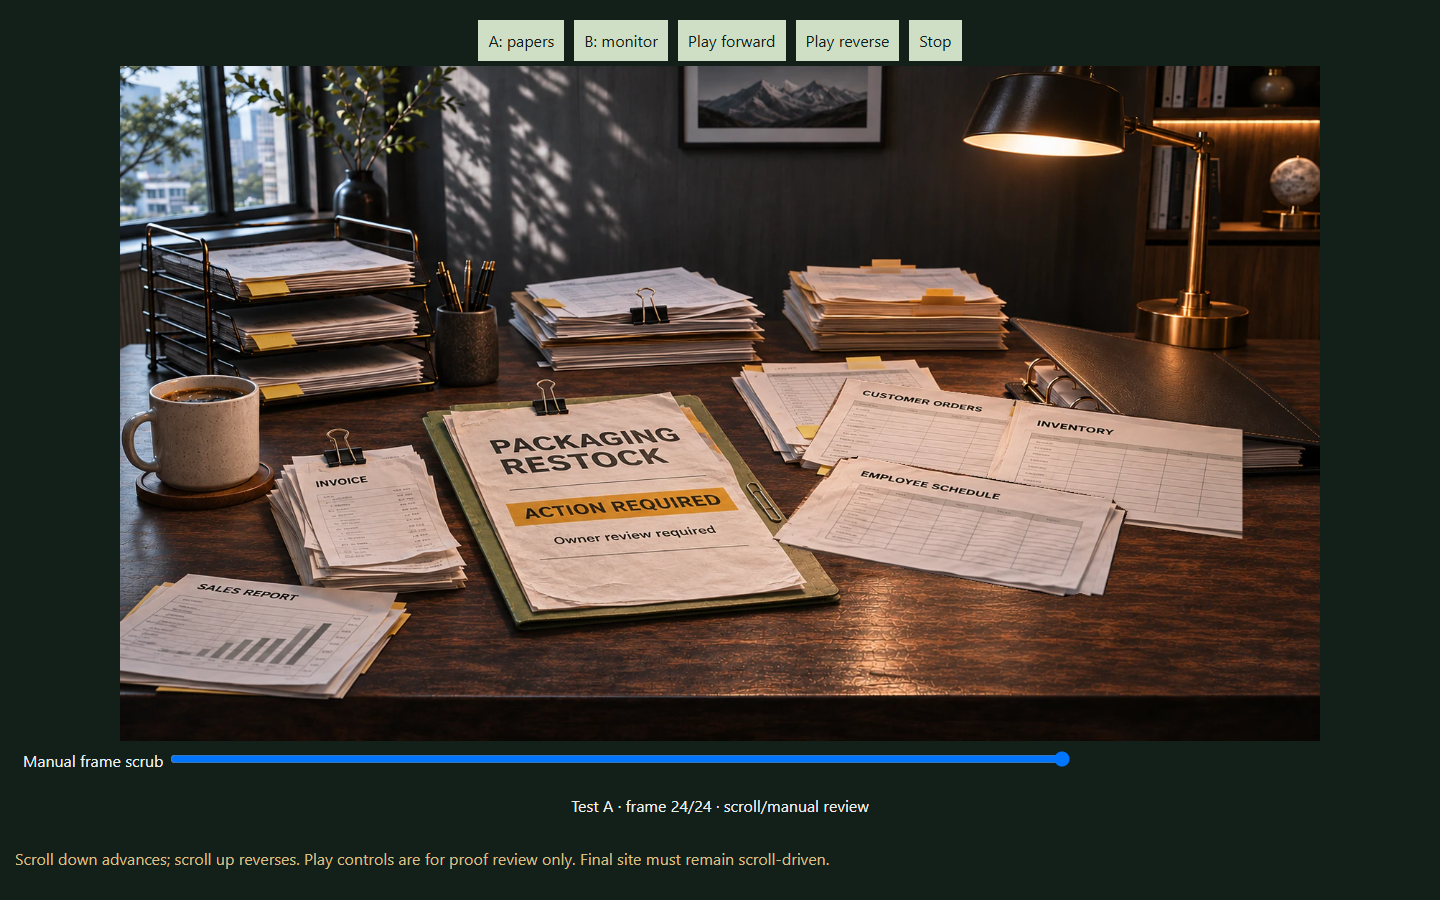 A: papers
B: monitor
Play forward
Play reverse
Stop
CUSTOMER ORDERS
INVENTORY
EMPLOYEE SCHEDULE
PACKAGING
RESTOCK
ACTION REQUIRED
Owner review required
INVOICE
SALES REPORT
Manual frame scrub
Test A · frame 24/24 · scroll/manual review
Scroll down advances; scroll up reverses. Play controls are for proof review only. Final site must remain scroll-driven.